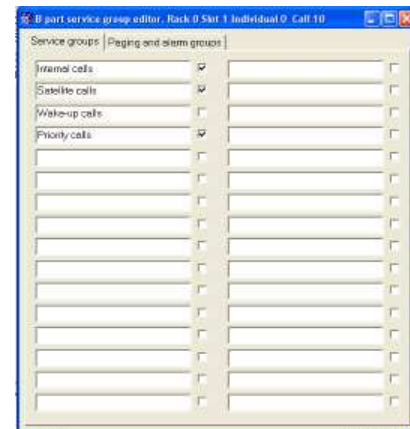 B part service group editor. Rack 0 Slot 1 Individual 0 Call 10
Service groups Paging and alarm groups
Internal calls
Satellite calls
Wake-up calls
Priority calls